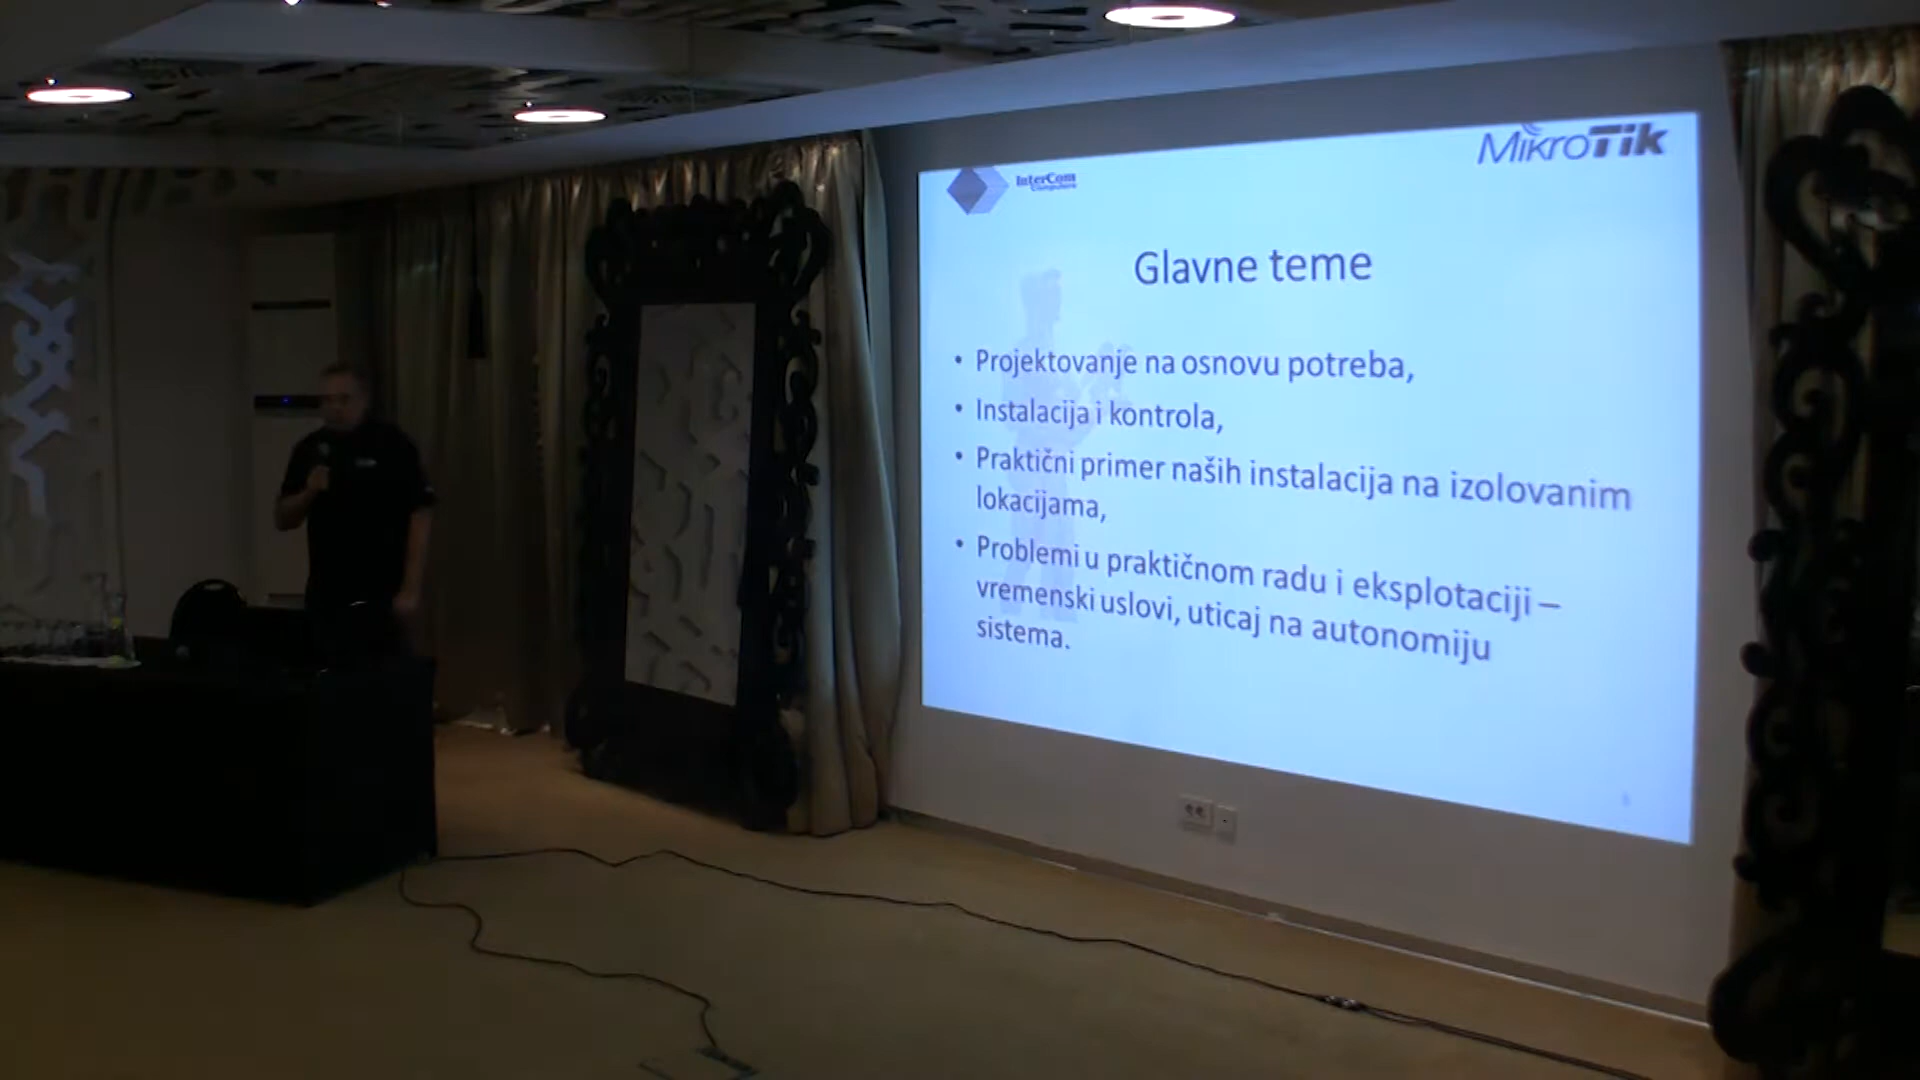 InterCom
Computers
MikroTik
Glavne teme
• Projektovanje na osnovu potreba,
• Instalacija i kontrola,
• Praktični primer naših instalacija na izolovanim
lokacijama,
• Problemi u praktičnom radu i eksplotaciji –
vremenski uslovi, uticaj na autonomiju
sistema.